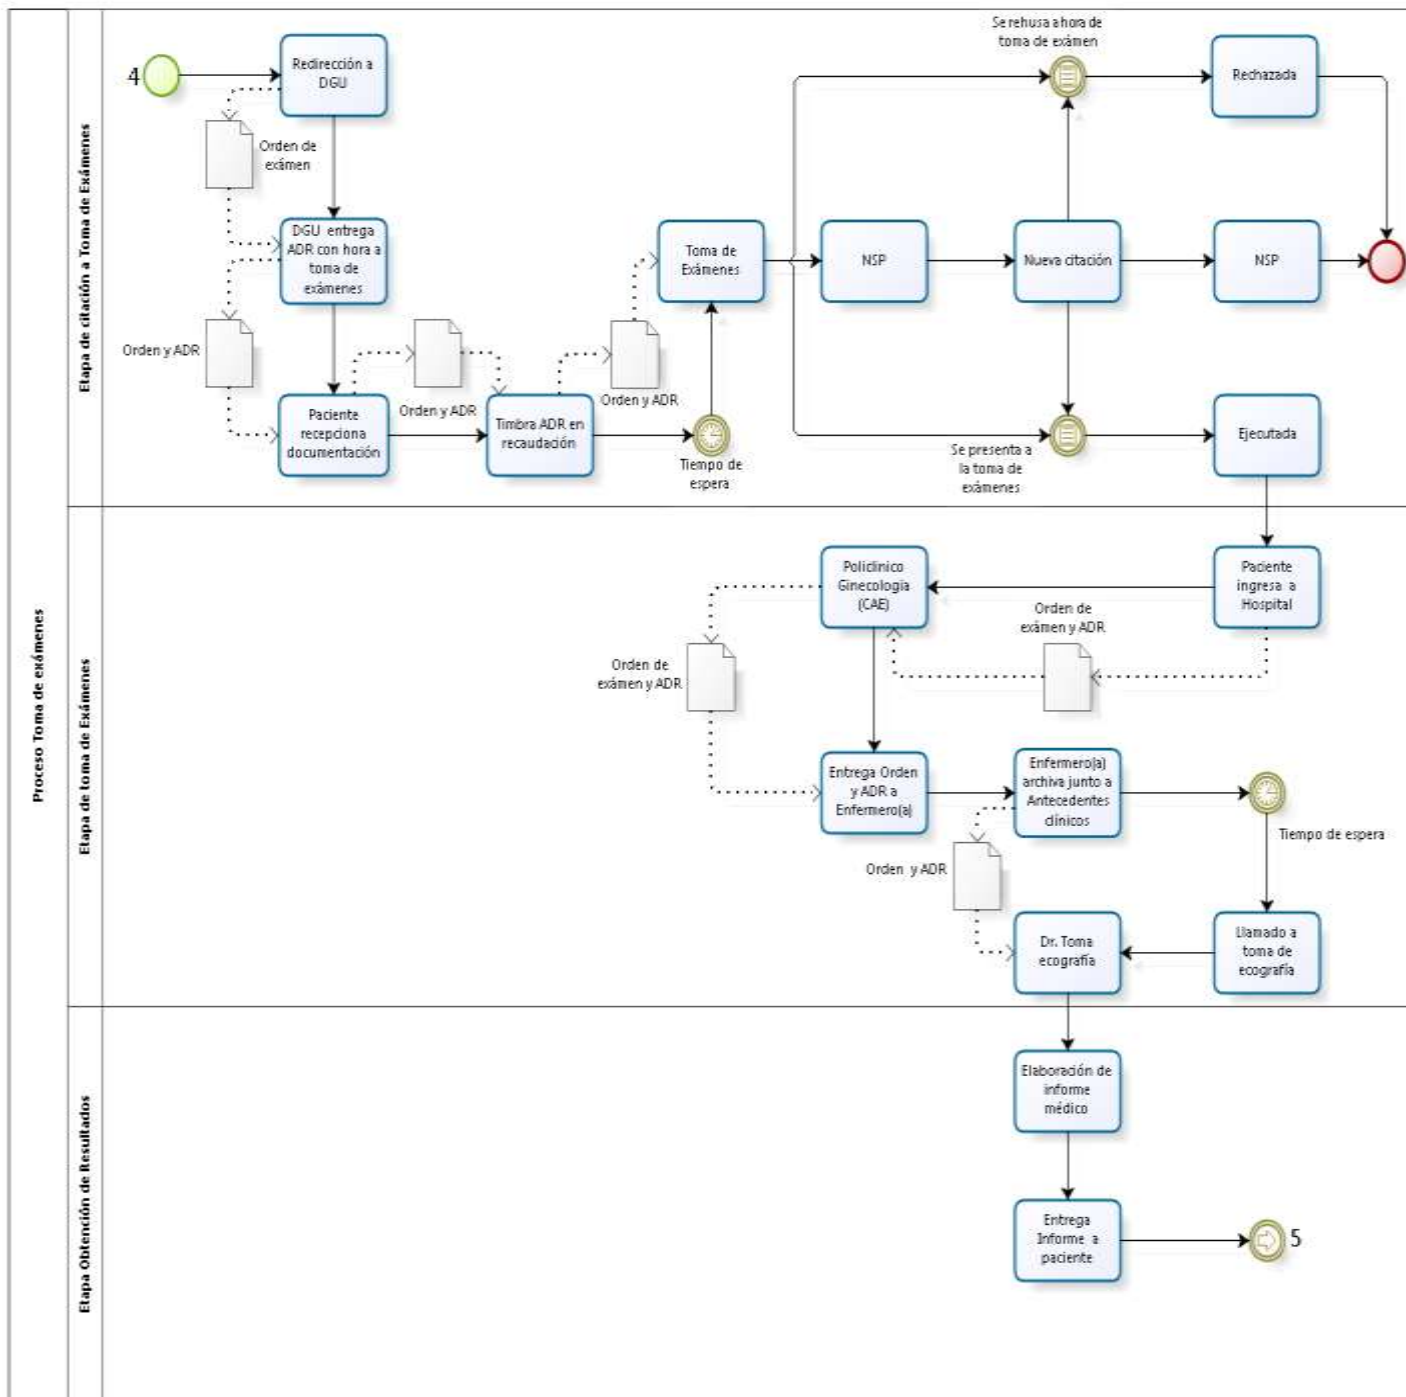 Proceso Toma de exámenes
Etapa de citación a Toma de Exámenes
4
Redirección a
DGU
Orden de
exámen
DGU entrega
ADR con hora a
toma de
exámenes
Orden y ADR
Paciente
recepciona
documentación
Orden y ADR
Timbra ADR en
recaudación
Orden y ADR
Tiempo de
espera
Toma de
Exámenes
NSP
Nueva citación
Se rehusa a hora de
toma de exámen
Rechazada
NSP
Se presenta a
la toma de
exámenes
Ejecutada
Etapa de toma de Exámenes
Paciente
ingresa a
Hospital
Orden de
exámen y ADR
Policlinico
Ginecología
(CAE)
Orden de
exámen y ADR
Entrega Orden
y ADR a
Enfermero(a)
Enfermero(a)
archiva junto a
Antecedentes
clínicos
Tiempo de espera
Orden y ADR
Llamado a
toma de
ecografía
Dr. Toma
ecografía
Etapa Obtención de Resultados
Elaboración de
informe
médico
Entrega
Informe a
paciente
5